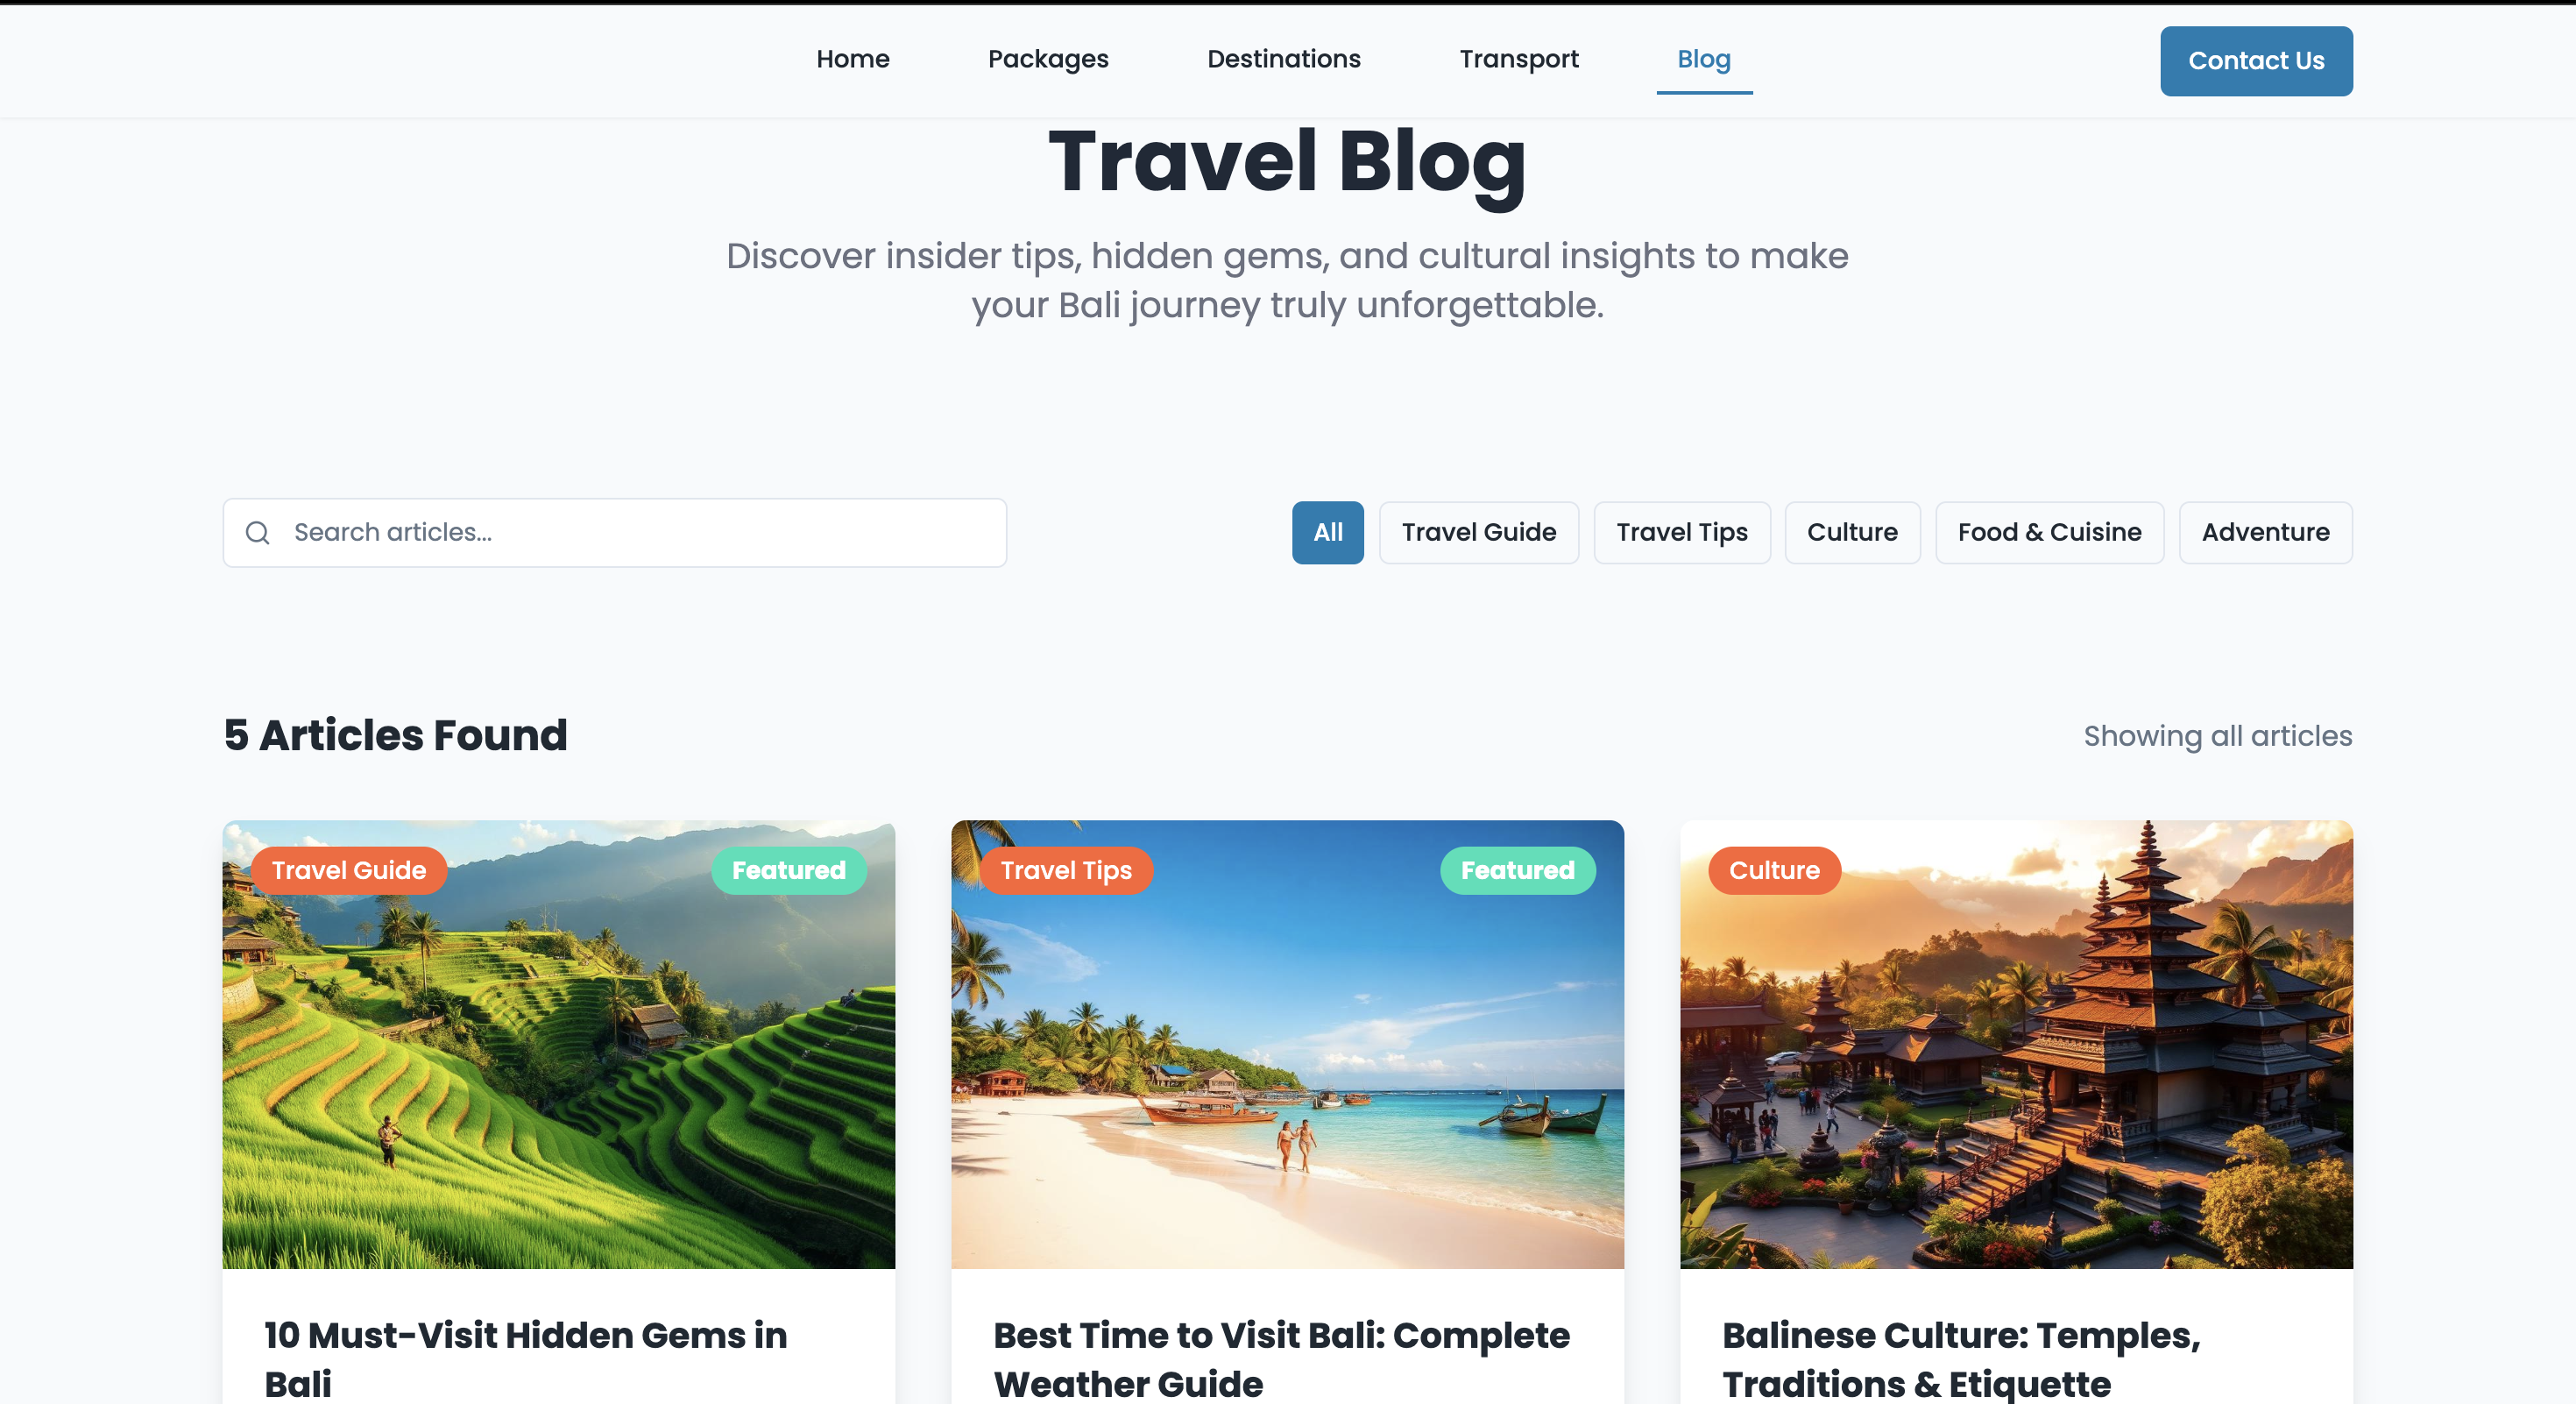 Home Packages Destinations Transport Blog Contact Us
Travel Blog
Discover insider tips, hidden gems, and cultural insights to make
your Bali journey truly unforgettable.
Search articles...
All Travel Guide Travel Tips Culture Food & Cuisine Adventure
5 Articles Found
Showing all articles
Travel Guide Featured
Travel Tips Featured
Culture
10 Must-Visit Hidden Gems in
Bali
Best Time to Visit Bali: Complete
Weather Guide
Balinese Culture: Temples,
Traditions & Etiquette